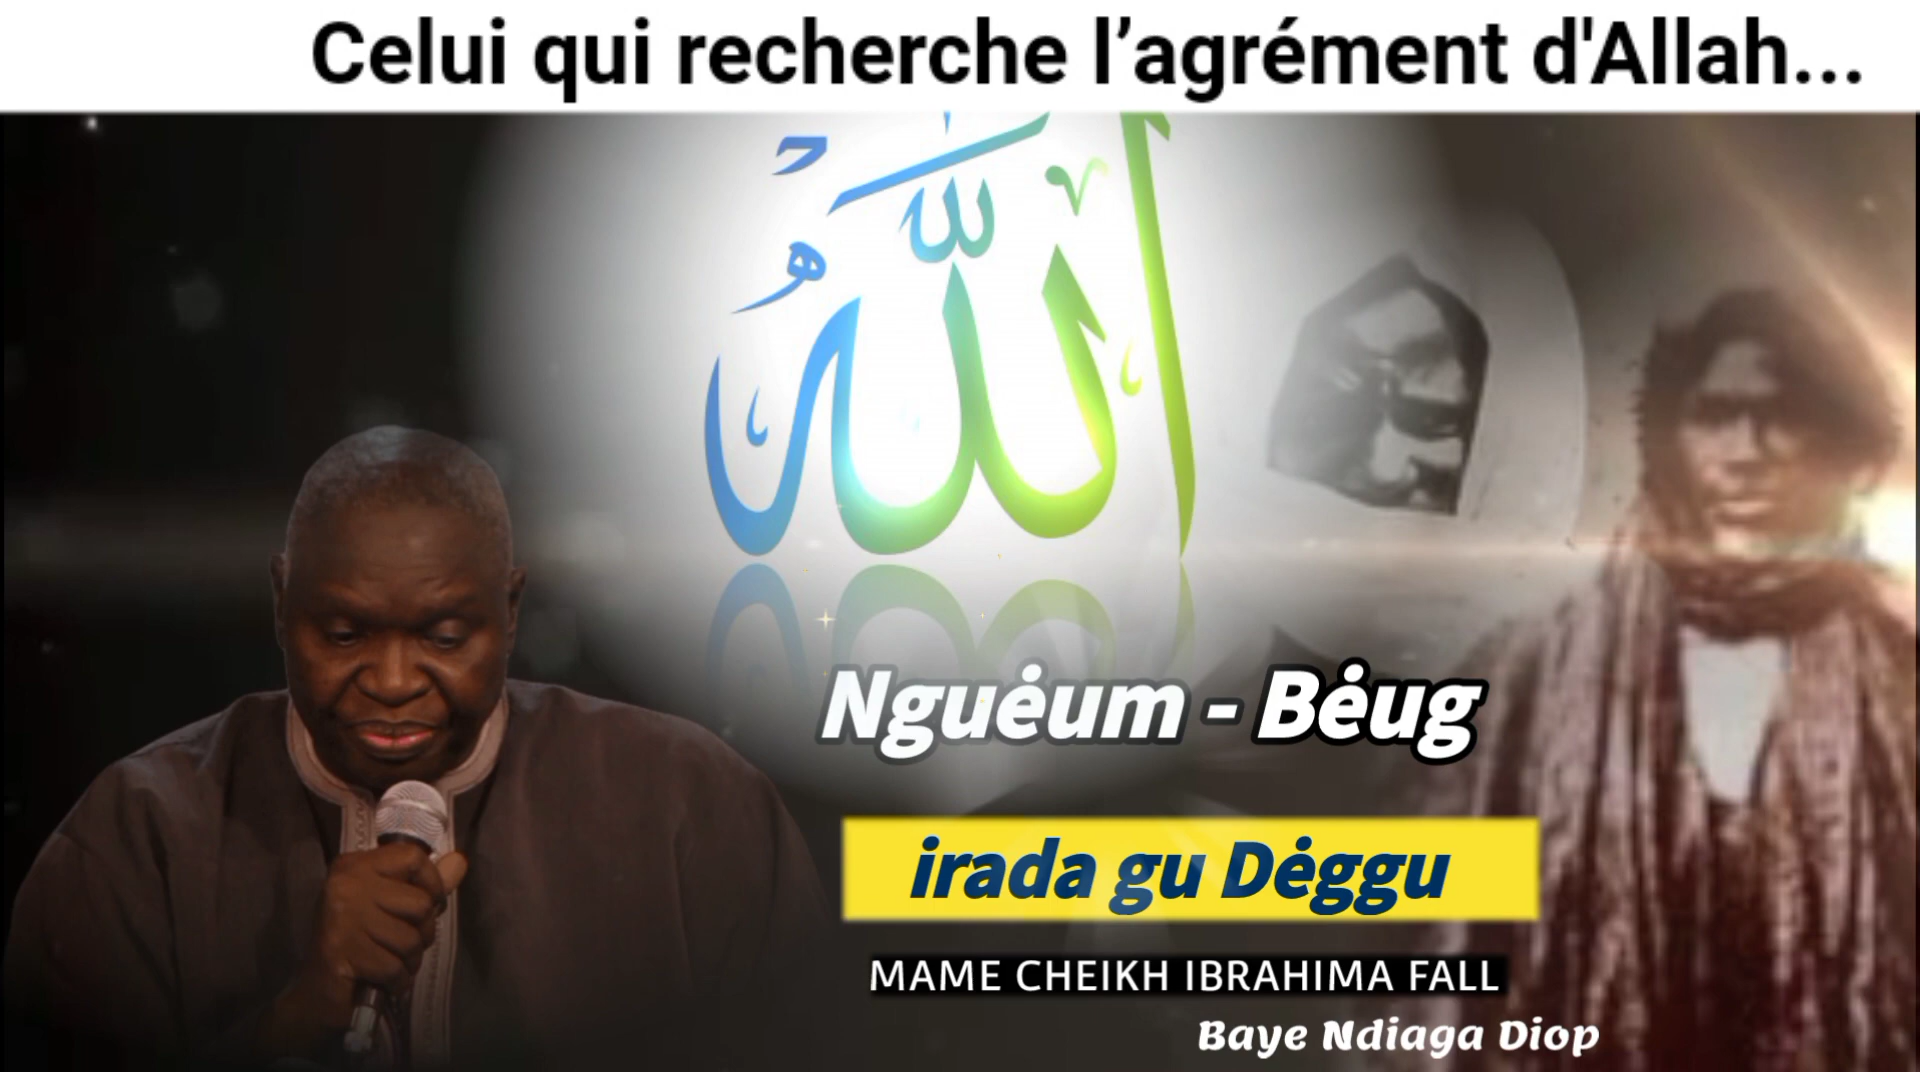 Celui qui recherche l’agrément d'Allah...
الله
Nguėum - Bėug
irada gu Dėggu
MAME CHEIKH IBRAHIMA FALL
Baye Ndiaga Diop